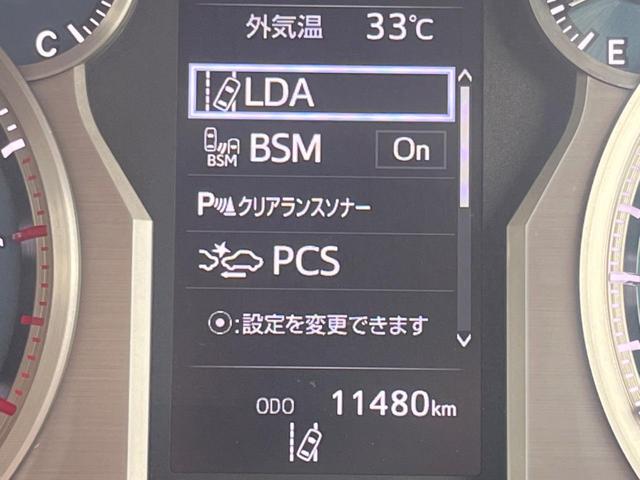 外気温 33℃
C
E
LDA
BSM BSM On
P クリアランスソナー
PCS
⦿:設定を変更できます
ODO 11480km